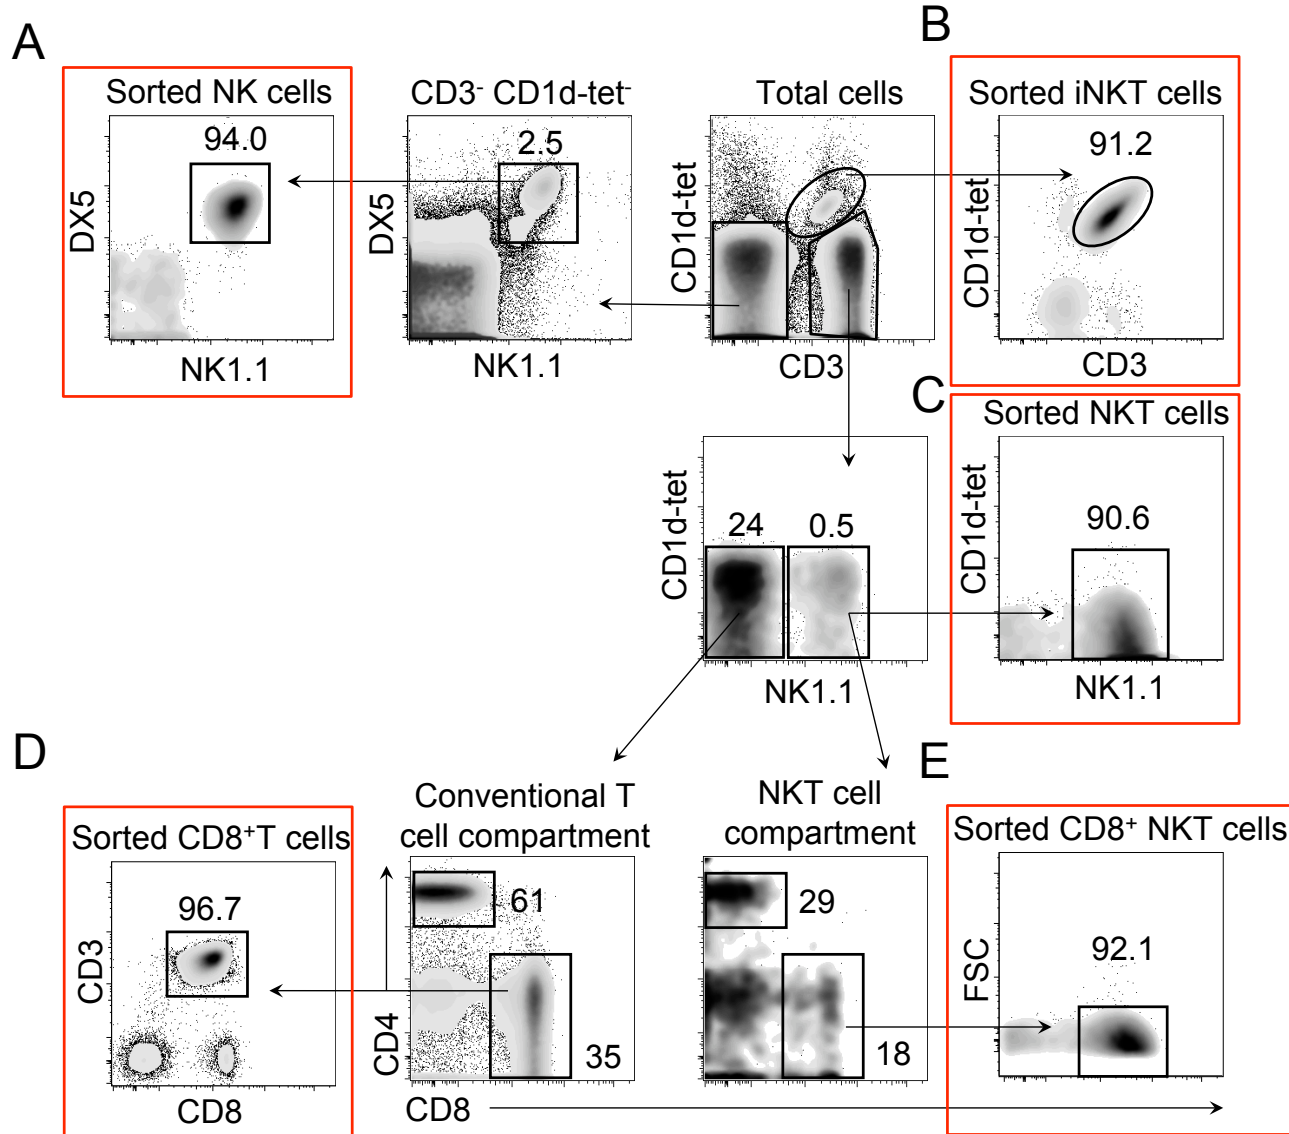 A
B
Sorted NK cells
CD3- CD1d-tet-
Total cells
Sorted iNKT cells
94.0
2.5
91.2
DX5
DX5
CD1d-tet
CD1d-tet
NK1.1
NK1.1
CD3
CD3
C
Sorted NKT cells
24
0.5
90.6
CD1d-tet
CD1d-tet
NK1.1
NK1.1
D
E
Conventional T
cell compartment
NKT cell
compartment
Sorted CD8+T cells
Sorted CD8+ NKT cells
96.7
61
29
92.1
CD3
CD4
FSC
35
18
CD8
CD8